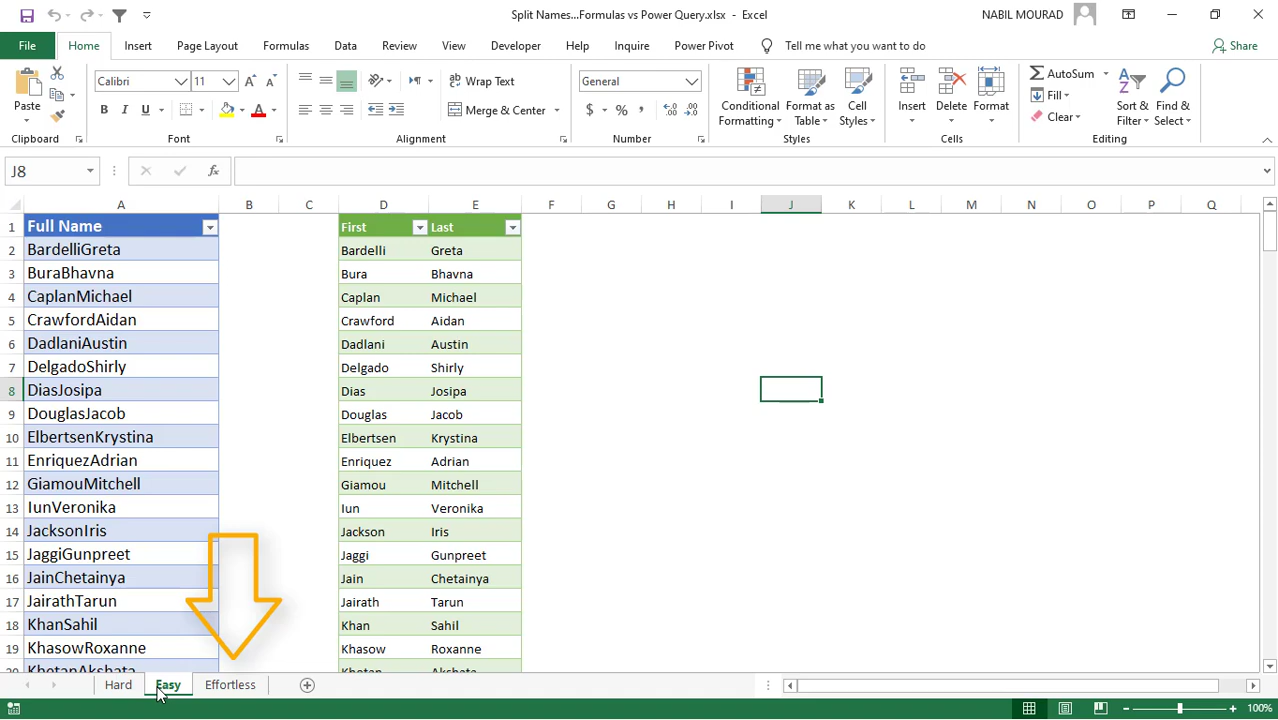 Split Names...Formulas vs Power Query.xlsx - Excel
NABIL MOURAD
File Home Insert Page Layout Formulas Data Review View Developer Help Inquire Power Pivot Tell me what you want to do Share
Paste
Calibri 11
B I U
Wrap Text
Merge & Center
General
$ % ,
Conditional Formatting
Format Table
Cell Styles
Insert Delete Format
AutoSum
Fill
Clear
Sort & Filter
Find & Select
Clipboard Font Alignment Number Styles Cells Editing
J8 fx
A B C D E F G H I J K L M N O P Q
1 Full Name First Last
2 BardelliGreta Bardelli Greta
3 BuraBhavna Bura Bhavna
4 CaplanMichael Caplan Michael
5 CrawfordAidan Crawford Aidan
6 DadlaniAustin Dadlani Austin
7 DelgadoShirly Delgado Shirly
8 DiasJosipa Dias Josipa
9 DouglasJacob Douglas Jacob
10 ElbertsenKrystina Elbertsen Krystina
11 EnriquezAdrian Enriquez Adrian
12 GiamouMitchell Giamou Mitchell
13 IunVeronika Iun Veronika
14 JacksonIris Jackson Iris
15 JaggiGunpreet Jaggi Gunpreet
16 JainChetainya Jain Chetainya
17 JairathTarun Jairath Tarun
18 KhanSahil Khan Sahil
19 KhasowRoxanne Khasow Roxanne
20 KhetanAkshata Khetan Akshata
Hard Easy Effortless
100%